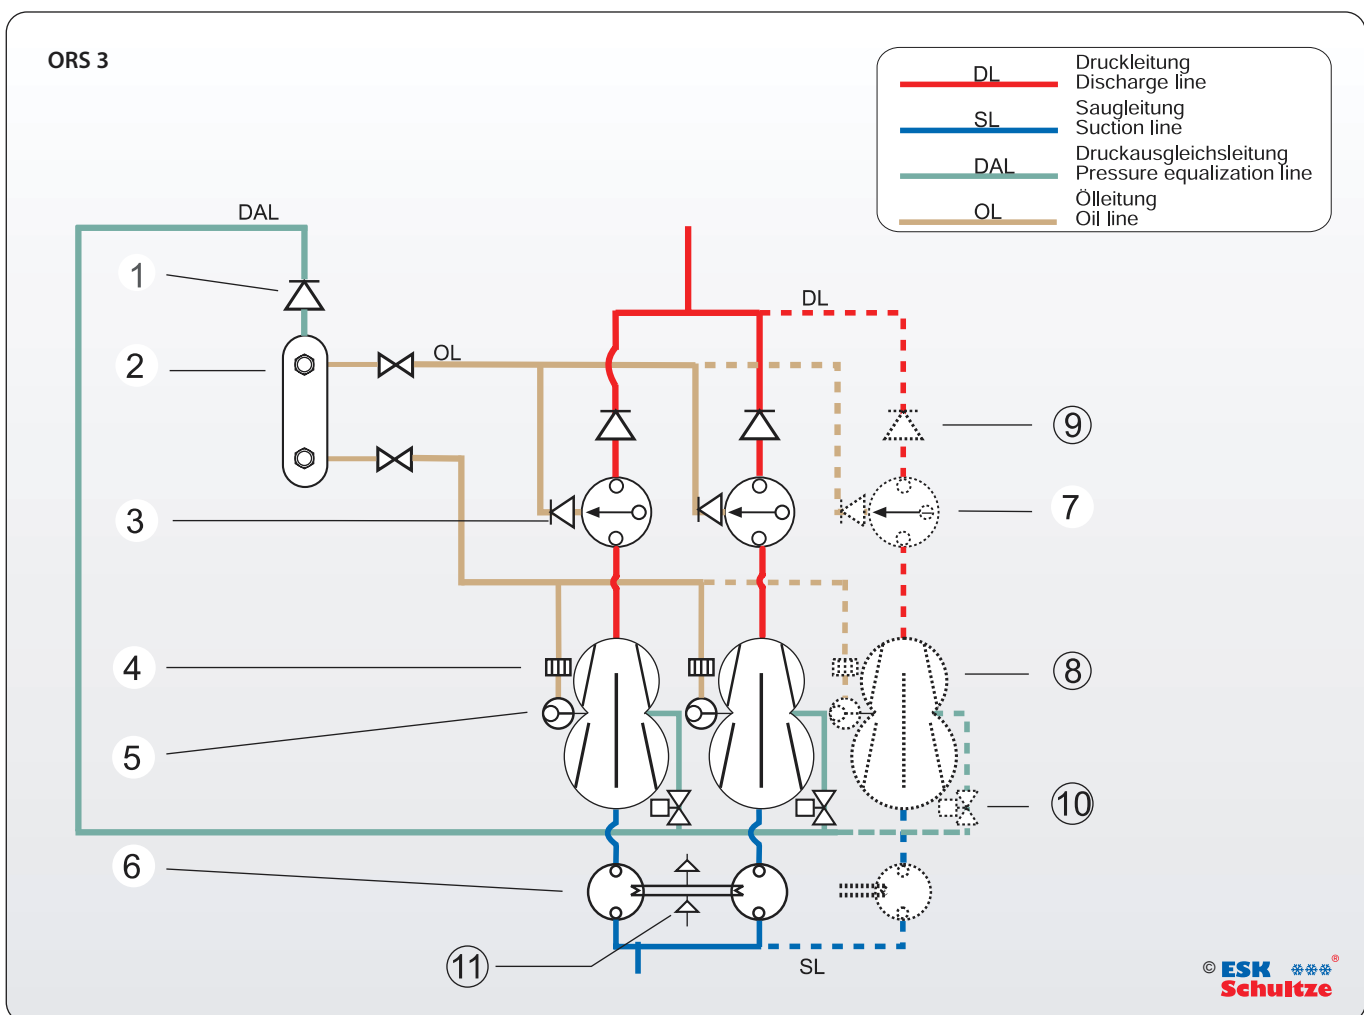 ORS 3
DL
Druckleitung
Discharge line
SL
Saugleitung
Suction line
DAL
Druckausgleichsleitung
Pressure equalization line
OL
Ölleitung
Oil line
DAL
1
DL
2
OL
9
3
7
4
8
5
10
6
11
SL
© ESK ®
Schultze